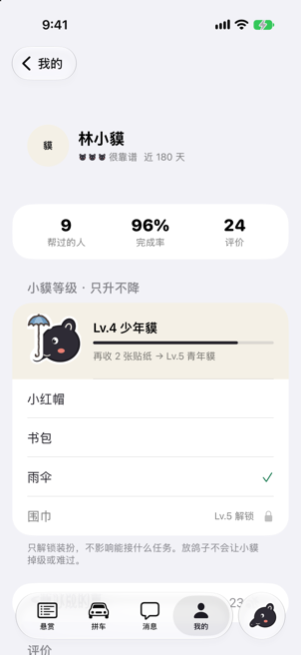 9:41
我的
貘
林小貘
很靠谱 近 180 天
9
96%
24
帮过的人
完成率
评价
小貘等级 · 只升不降
Lv.4 少年貘
再收 2 张贴纸 → Lv.5 青年貘
小红帽
书包
雨伞
围巾
Lv.5 解锁
只解锁装扮，不影响能接什么任务。放鸽子不会让小貘
掉级或难过。
23
悬赏
拼车
消息
我的
评价